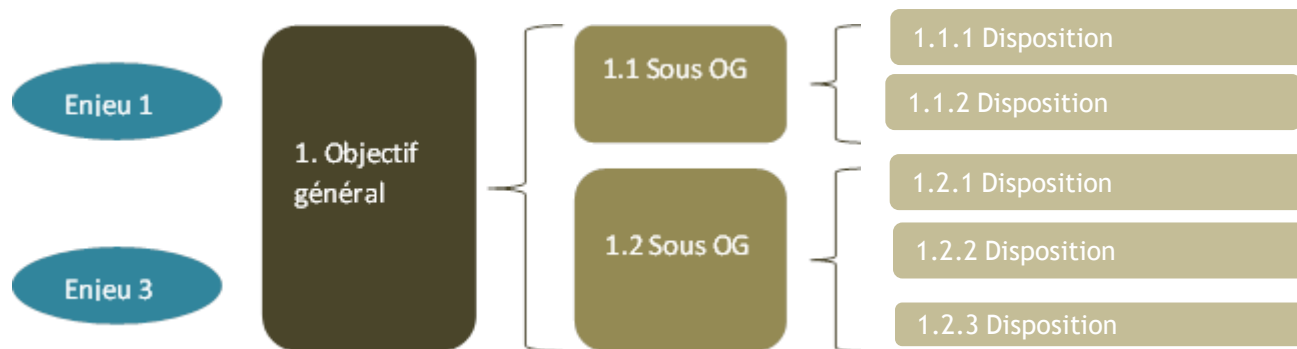 Enjeu 1
Enjeu 3
1. Objectif
général
1.1 Sous OG
1.2 Sous OG
1.1.1 Disposition
1.1.2 Disposition
1.2.1 Disposition
1.2.2 Disposition
1.2.3 Disposition